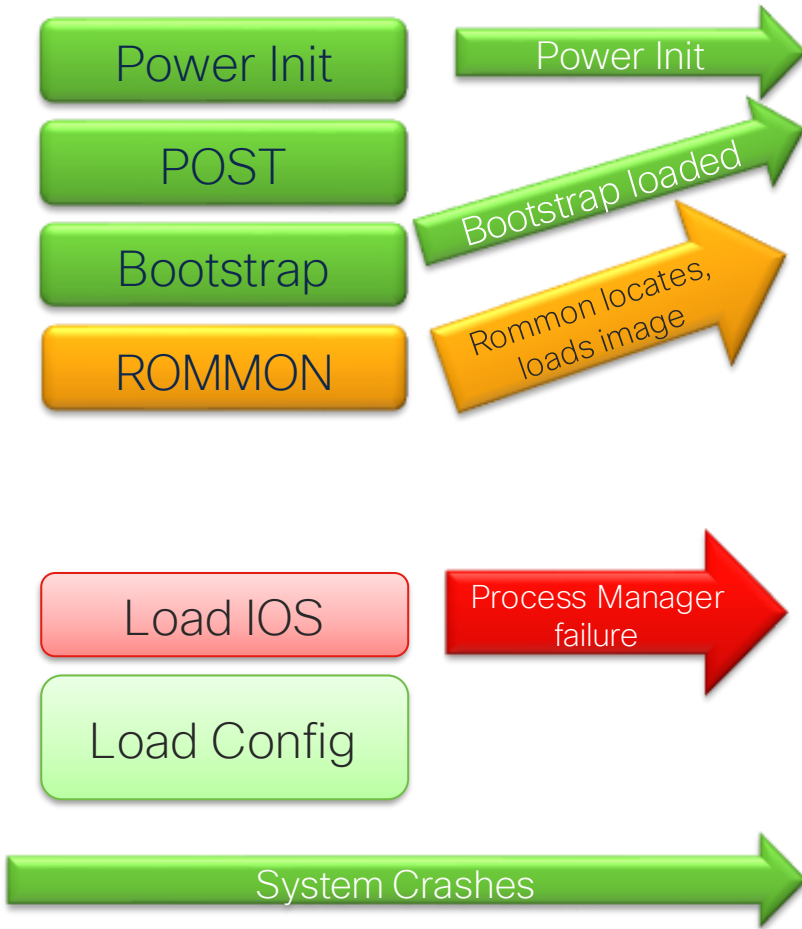 Power Init
Power Init
POST
Bootstrap loaded
Bootstrap
Rommon locates,
loads image
ROMMON
Load IOS
Process Manager
failure
Load Config
System Crashes